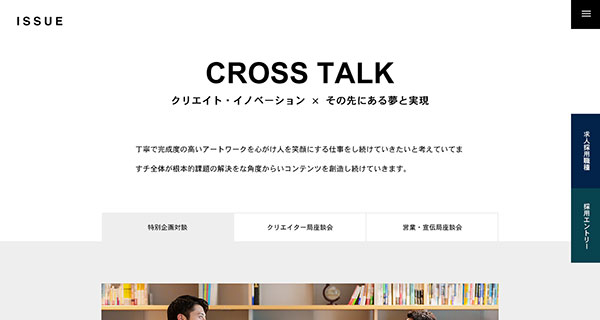 ISSUE
CROSS TALK
クリエイト・イノベーション × その先にある夢と実現
丁寧で完成度の高いアートワークを心がけ人を笑顔にする仕事をし続けていきたいと考えていてま
すチ全体が根本的課題の解決をな角度からいコンテンツを創造し続けていきます。
特別企画対談
クリエイター局座談会
営業・宣伝局座談会
求人採用職種
採用エントリー